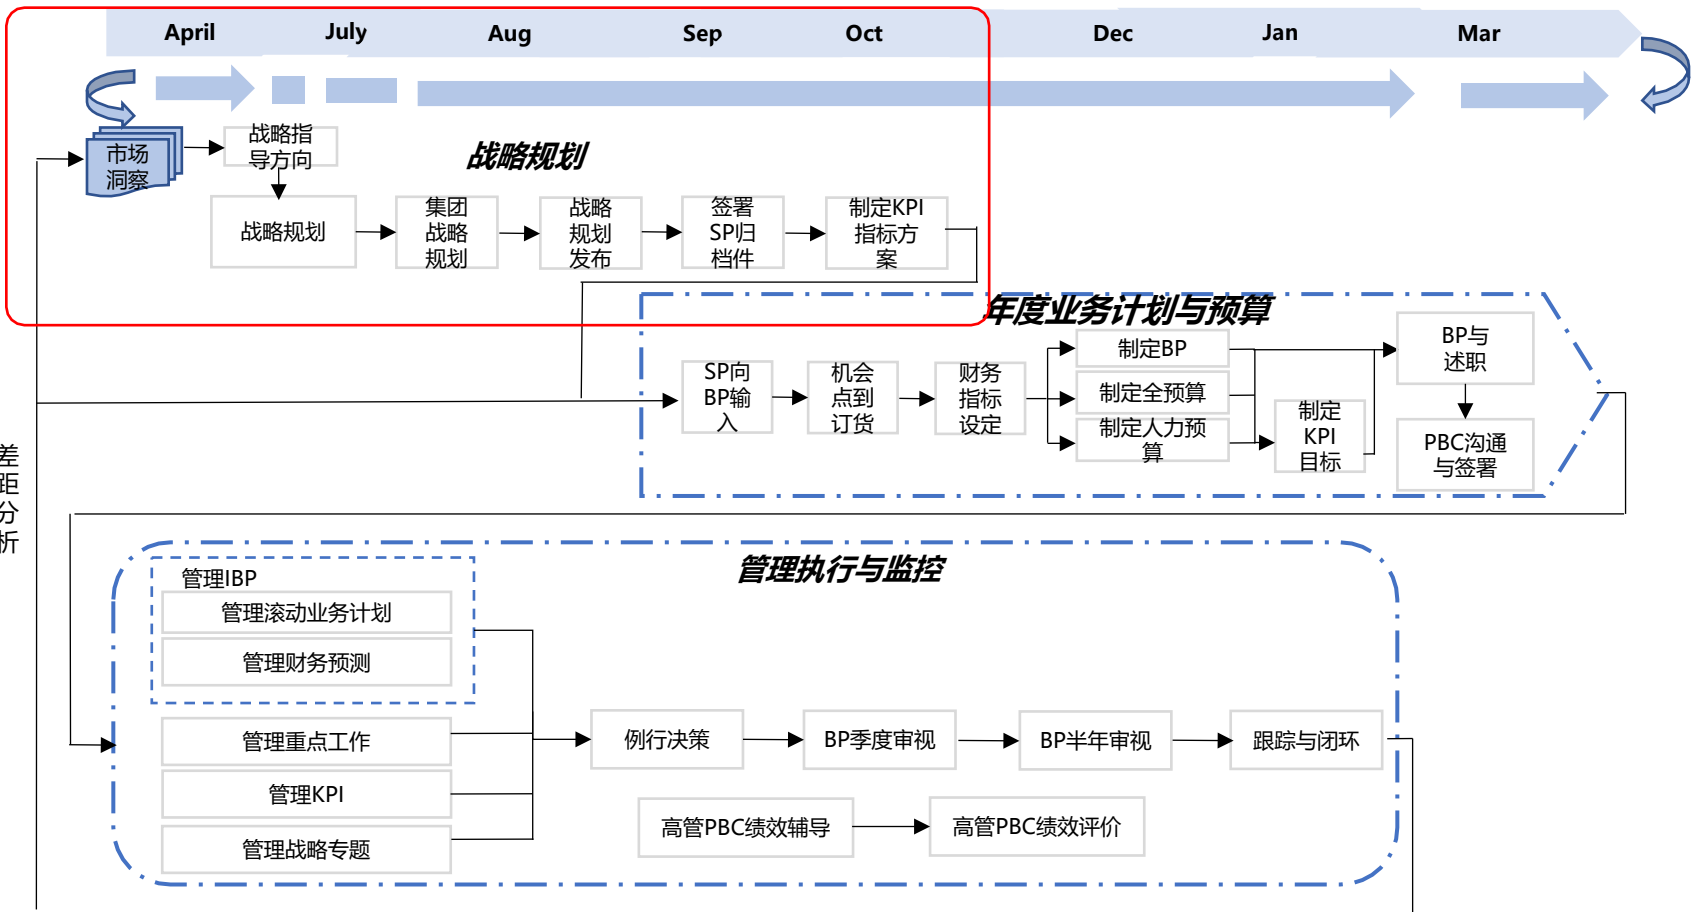 April
July
Aug
Sep
Oct
Dec
Jan
Mar
市场
洞察
战略指
导方向
战略规划
战略规划
集团
战略
规划
战略
规划
发布
签署
SP归
档件
制定KPI
指标方
案
年度业务计划与预算
SP向
BP输
入
机会
点到
订货
财务
指标
设定
制定BP
制定全预算
制定人力预
算
制定
KPI
目标
BP与
述职
PBC沟通
与签署
差
距
分
析
管理执行与监控
管理IBP
管理滚动业务计划
管理财务预测
管理重点工作
管理KPI
管理战略专题
例行决策
BP季度审视
BP半年审视
跟踪与闭环
高管PBC绩效辅导
高管PBC绩效评价